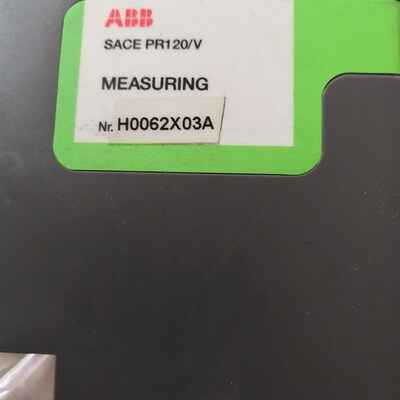 ABB
SACE PR120/V
MEASURING
Nr. H0062X03A